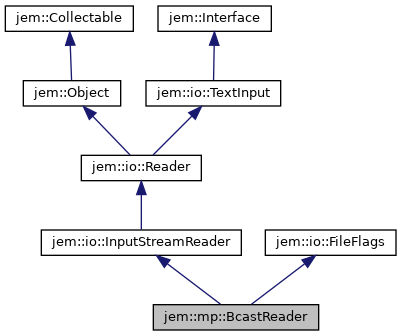 jem::Collectable
jem::Interface
jem::Object
jem::io::TextInput
jem::io::Reader
jem::io::InputStreamReader
jem::io::FileFlags
jem::mp::BcastReader